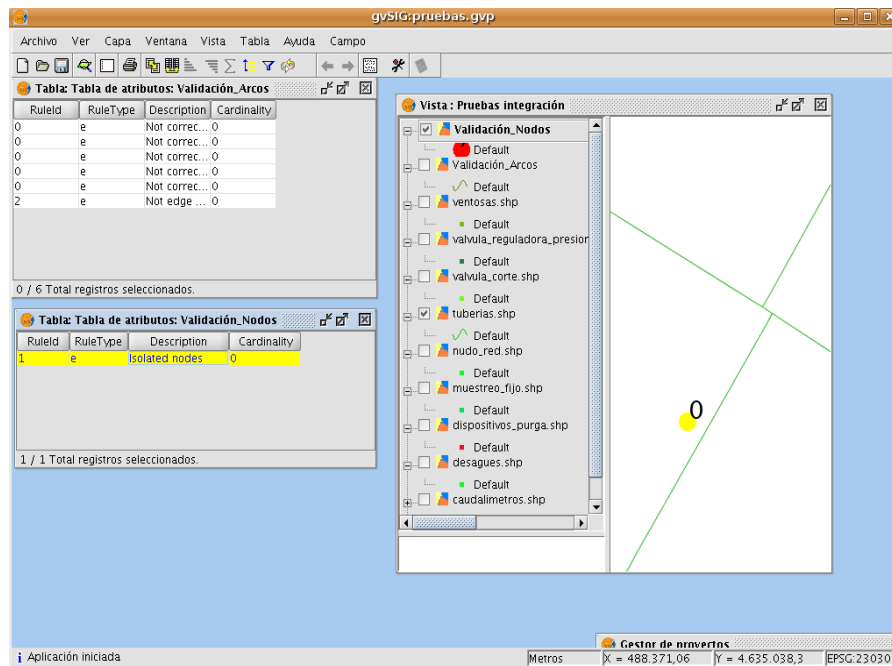 gvSIG:pruebas.gvp
Archivo Ver Capa Ventana Vista Tabla Ayuda Campo
Tabla: Tabla de atributos: Validación_Arcos
RuleId RuleType Description Cardinality
0 e Not correc... 0
0 e Not correc... 0
0 e Not correc... 0
0 e Not correc... 0
0 e Not correc... 0
2 e Not edge ... 0
0 / 6 Total registros seleccionados.
Tabla: Tabla de atributos: Validación_Nodos
RuleId RuleType Description Cardinality
1 e Isolated nodes 0
1 / 1 Total registros seleccionados.
Vista : Pruebas integración
Validación_Nodos
Default
Validación_Arcos
Default
ventosas.shp
Default
valvula_reguladora_presior
Default
valvula_corte.shp
Default
tuberias.shp
Default
nudo_red.shp
Default
muestreo_fijo.shp
Default
dispositivos_purga.shp
Default
desagues.shp
Default
caudalimetros.shp
0
Gestor de proyectos
Aplicación iniciada
Metros X = 488.371,06 Y = 4.635.038,3 EPSG:23030